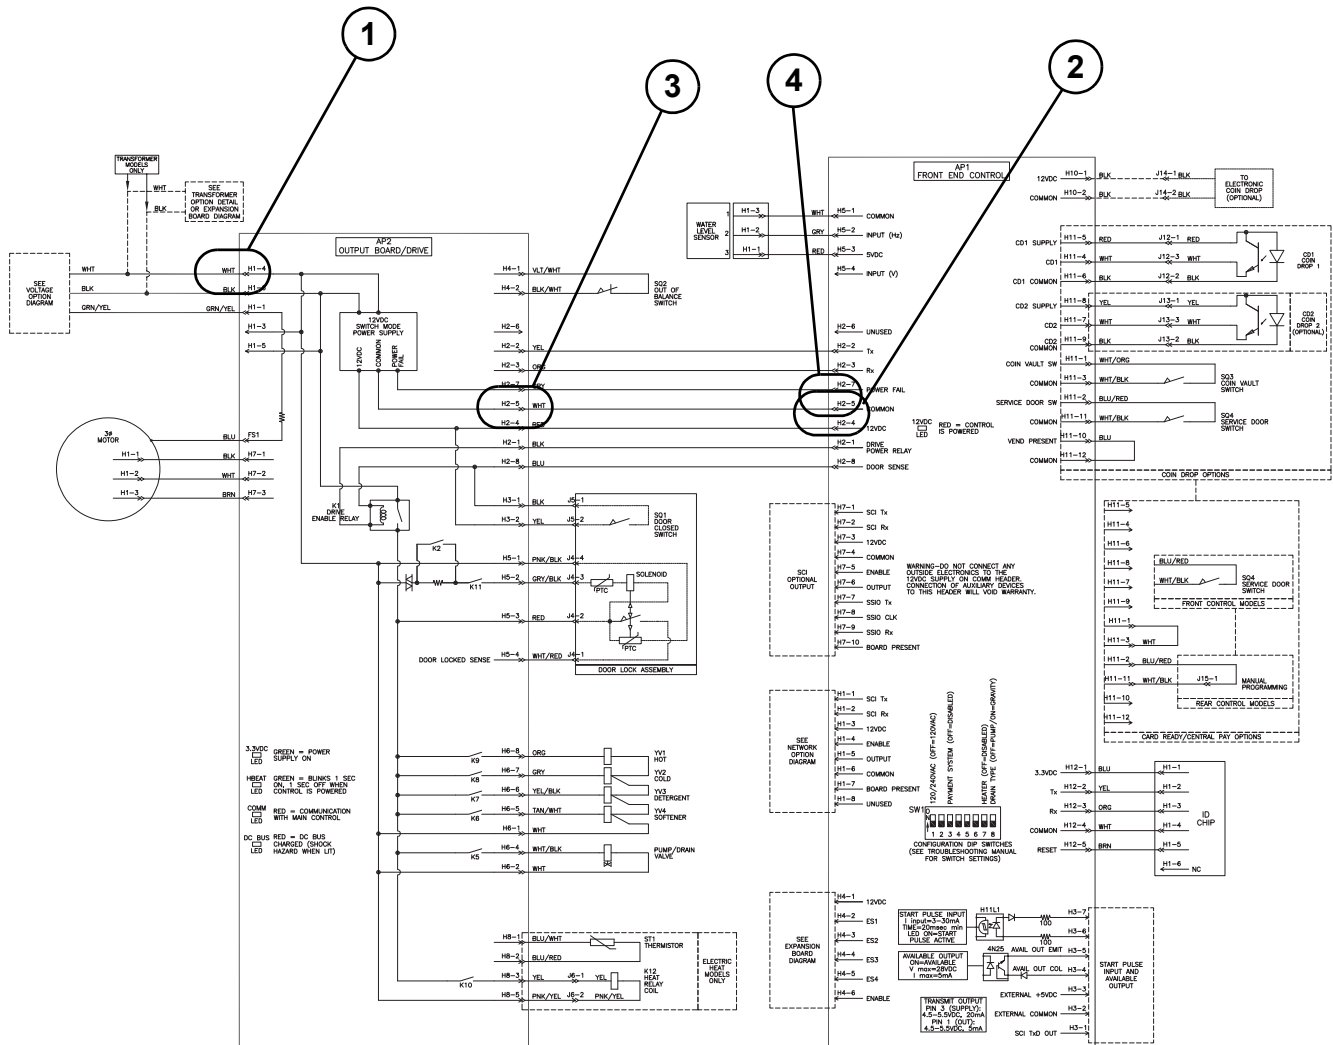 1
3
4
2
TRANSFORMER
MODELS
ONLY
WHT
BLK
SEE
TRANSFORMER
OPTION DETAIL
OR EXPANSION
BOARD DIAGRAM
SEE
VOLTAGE
OPTION
DIAGRAM
WHT
BLK
GRN/YEL
AP2
OUTPUT BOARD/DRIVE
WHT H1-4
BLK
GRN/YEL H1-1
H1-3
H1-5
12VDC
SWITCH MODE
POWER SUPPLY
12VDC
COMMON
POWER
FAIL
3ø
MOTOR
H1-1
H1-2
H1-3
BLU FS1
BLK H7-1
WHT H7-2
BRN H7-3
K1
DRIVE
ENABLE RELAY
H4-1 VLT/WHT
H4-2 BLK/WHT
SQ2
OUT OF
BALANCE
SWITCH
H2-6
H2-2 YEL
H2-3 ORG
H2-7 GRY
H2-5 WHT
H2-4 RED
H2-1 BLK
H2-8 BLU
H3-1 BLK J5-1
H3-2 YEL J5-2
SQ1
DOOR
CLOSED
SWITCH
K2
K11
H5-1 PNK/BLK J4-4
H5-2 GRY/BLK J4-3
SOLENOID
PTC
H5-3 RED J4-2
PTC
DOOR LOCKED SENSE H5-4 WHT/RED J4-1
DOOR LOCK ASSEMBLY
3.3VDC
LED
GREEN = POWER
SUPPLY ON
HBEAT
LED
GREEN = BLINKS 1 SEC
ON, 1 SEC OFF WHEN
CONTROL IS POWERED
COMM
LED
RED = COMMUNICATION
WITH MAIN CONTROL
DC BUS
LED
RED = DC BUS
CHARGED (SHOCK
HAZARD WHEN LIT)
K9 H6-8 ORG
YV1
HOT
K8 H6-7 GRY
YV2
COLD
K7 H6-6 YEL/BLK
YV3
DETERGENT
K6 H6-5 TAN/WHT
YV4
SOFTENER
H6-1 WHT
K5 H6-4 WHT/BLK
PUMP/DRAIN
VALVE
H6-2 WHT
H8-1 BLU/WHT
ST1
THERMISTOR
H8-2 BLU/RED
K10 H8-3 YEL J6-1 YEL
K12
HEAT
RELAY
COIL
H8-5 PNK/YEL J6-2 PNK/YEL
ELECTRIC
HEAT
MODELS
ONLY
AP1
FRONT END CONTROL
WATER
LEVEL
SENSOR
1 H1-3 WHT H5-1 COMMON
2 H1-2 GRY H5-2 INPUT (Hz)
3 H1-1 RED H5-3 5VDC
H5-4 INPUT (V)
H2-6 UNUSED
H2-2 Tx
H2-3 Rx
H2-7 POWER FAIL
H2-5 COMMON
H2-4 12VDC
H2-1 DRIVE
POWER RELAY
H2-8 DOOR SENSE
12VDC
LED
RED = CONTROL
IS POWERED
SCI
OPTIONAL
OUTPUT
H7-1 SCI Tx
H7-2 SCI Rx
H7-3 12VDC
H7-4 COMMON
H7-5 ENABLE
H7-6 OUTPUT
H7-7 SSIO Tx
H7-8 SSIO CLK
H7-9 SSIO Rx
H7-10 BOARD PRESENT
WARNING-DO NOT CONNECT ANY
OUTSIDE ELECTRONICS TO THE
12VDC SUPPLY ON COMM HEADER.
CONNECTION OF AUXILIARY DEVICES
TO THIS HEADER WILL VOID WARRANTY.
SEE
NETWORK
OPTION
DIAGRAM
H1-1 SCI Tx
H1-2 SCI Rx
H1-3 12VDC
H1-4 ENABLE
H1-5 OUTPUT
H1-6 COMMON
H1-7 BOARD PRESENT
H1-8 UNUSED
120/240VAC (OFF=120VAC)
PAYMENT SYSTEM (OFF=DISABLED)
HEATER (OFF=DISABLED)
DRAIN TYPE (OFF=PUMP/ON=GRAVITY)
SW1
ON
1 2 3 4 5 6 7 8
CONFIGURATION DIP SWITCHES
(SEE TROUBLESHOOTING MANUAL
FOR SWITCH SETTINGS)
SEE
EXPANSION
BOARD
DIAGRAM
H4-1 12VDC
H4-2 ES1
H4-3 ES2
H4-4 ES3
H4-5 ES4
H4-6 ENABLE
START PULSE INPUT
I input=3-30mA
TIME=20msec min
LED ON=START
PULSE ACTIVE
H11L1
100
100
AVAILABLE OUTPUT
ON=AVAILABLE
V max=28VDC
I max=5mA
4N25
AVAIL OUT EMIT
AVAIL OUT COL
TRANSMIT OUTPUT
PIN 3 (SUPPLY):
4.5-5.5VDC, 20mA
PIN 1 (OUT):
4.5-5.5VDC, 5mA
H3-7
H3-6
H3-5
H3-4
EXTERNAL +5VDC H3-3
EXTERNAL COMMON H3-2
SCI TxD OUT H3-1
START PULSE
INPUT AND
AVAILABLE
OUTPUT
12VDC H10-1 BLK J14-1 BLK
COMMON H10-2 BLK J14-2 BLK
TO
ELECTRONIC
COIN DROP
(OPTIONAL)
CD1 SUPPLY H11-5 RED J12-1 RED
CD1 H11-4 WHT J12-3 WHT
CD1 COMMON H11-6 BLK J12-2 BLK
CD1
COIN
DROP 1
CD2 SUPPLY H11-8 YEL J13-1 YEL
CD2 H11-7 WHT J13-3 WHT
CD2
COMMON H11-9 BLK J13-2 BLK
CD2
COIN
DROP 2
(OPTIONAL)
COIN VAULT SW H11-1 WHT/ORG
COMMON H11-3 WHT/BLK
SQ3
COIN VAULT
SWITCH
SERVICE DOOR SW H11-2 BLU/RED
COMMON H11-11 WHT/BLK
SQ4
SERVICE DOOR
SWITCH
VEND PRESENT H11-10 BLU
COMMON H11-12
COIN DROP OPTIONS
H11-5
H11-4
H11-6
H11-8
H11-7
H11-9
H11-1
H11-3 WHT
H11-2 BLU/RED
H11-11 WHT/BLK J15-1
H11-10
H11-12
BLU/RED
WHT/BLK
SQ4
SERVICE DOOR
SWITCH
FRONT CONTROL MODELS
MANUAL
PROGRAMMING
REAR CONTROL MODELS
CARD READY/CENTRAL PAY OPTIONS
3.3VDC H12-1 BLU H1-1
Tx H12-2 YEL H1-2
Rx H12-3 ORG H1-3
COMMON H12-4 WHT H1-4
RESET H12-5 BRN H1-5
H1-6 NC
ID
CHIP